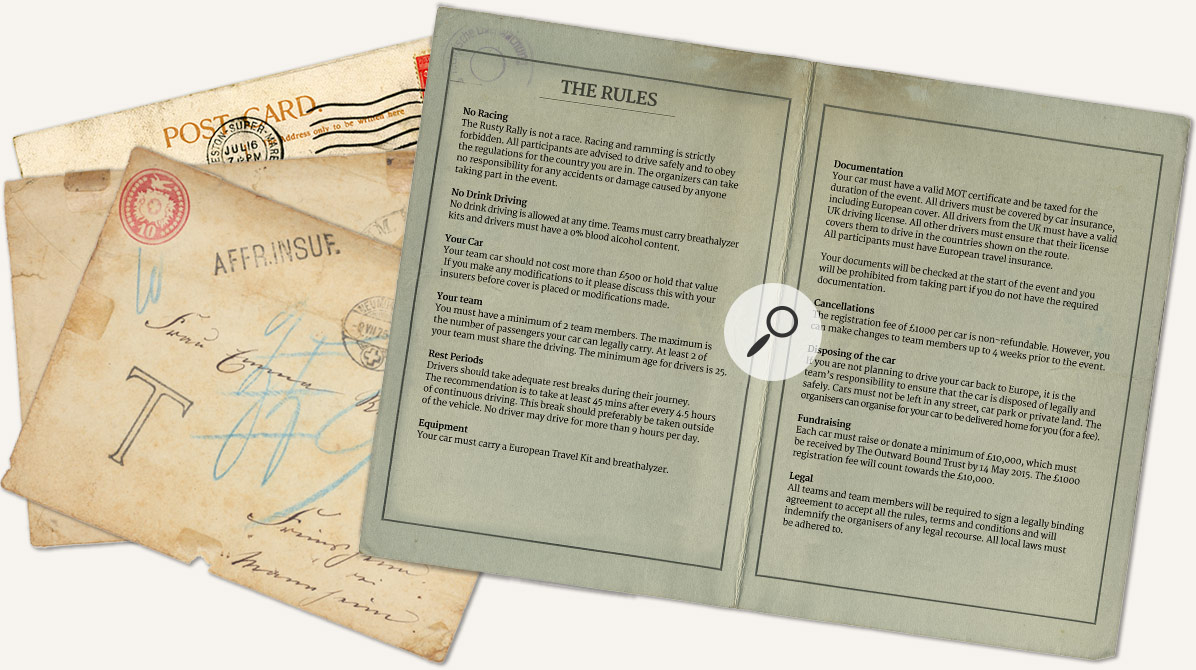 POST CARD
Address only to be written here
WESTON-SUPER-MARE
JUL 16
7 PM
10
AFFR.INSUF.
T
THE RULES
No Racing
The Rusty Rally is not a race. Racing and ramming is strictly
forbidden. All participants are advised to drive safely and to obey
the regulations for the country you are in. The organizers can take
no responsibility for any accidents or damage caused by anyone
taking part in the event.
No Drink Driving
No drink driving is allowed at any time. Teams must carry breathalyzer
kits and drivers must have a 0% blood alcohol content.
Your Car
Your team car should not cost more than £500 or hold that value
If you make any modifications to it please discuss this with your
insurers before cover is placed or modifications made.
Your team
You must have a minimum of 2 team members. The maximum is
the number of passengers your car can legally carry. At least 2 of
your team must share the driving. The minimum age for drivers is 25.
Rest Periods
Drivers should take adequate rest breaks during their journey.
The recommendation is to take at least 45 mins after every 4.5 hours
of continuous driving. This break should preferably be taken outside
of the vehicle. No driver may drive for more than 9 hours per day.
Equipment
Your car must carry a European Travel Kit and breathalyzer.
Documentation
Your car must have a valid MOT certificate and be taxed for the
duration of the event. All drivers must be covered by car insurance,
including European cover. All drivers from the UK must have a valid
UK driving license. All other drivers must ensure that their license
covers them to drive in the countries shown on the route.
All participants must have European travel insurance.
Your documents will be checked at the start of the event and you
will be prohibited from taking part if you do not have the required
documentation.
Cancellations
The registration fee of £1000 per car is non-refundable. However, you
can make changes to team members up to 4 weeks prior to the event.
Disposing of the car
If you are not planning to drive your car back to Europe, it is the
team's responsibility to ensure that the car is disposed of legally and
safely. Cars must not be left in any street, car park or private land. The
organisers can organise for your car to be delivered home for you (for a fee).
Fundraising
Each car must raise or donate a minimum of £10,000, which must
be received by The Outward Bound Trust by 14 May 2015. The £1000
registration fee will count towards the £10,000.
Legal
All teams and team members will be required to sign a legally binding
agreement to accept all the rules, terms and conditions and will
indemnify the organisers of any legal recourse. All local laws must
be adhered to.